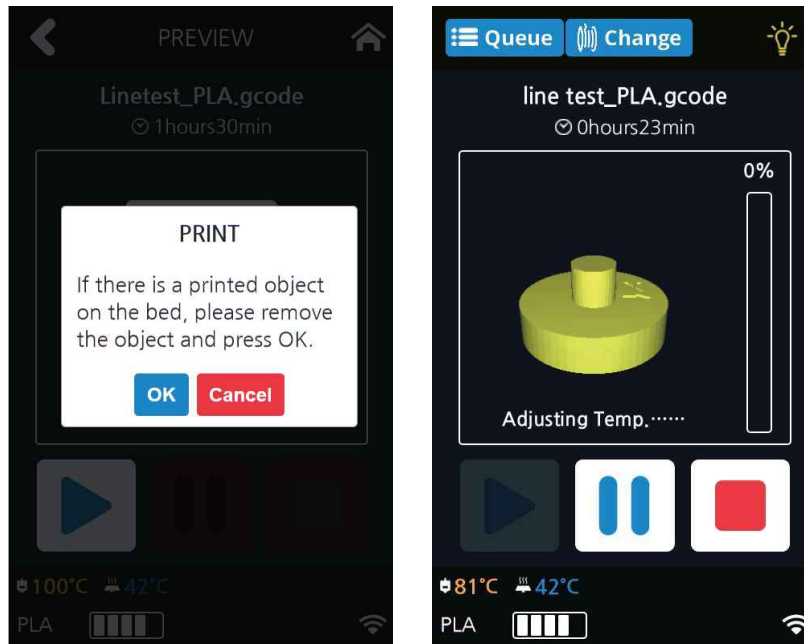 PREVIEW
Linetest_PLA.gcode
1hours30min
PRINT
If there is a printed object
on the bed, please remove
the object and press OK.
OK Cancel
100°C 42°C
PLA
Queue Change
line test_PLA.gcode
0hours23min
0%
Adjusting Temp.······
81°C 42°C
PLA